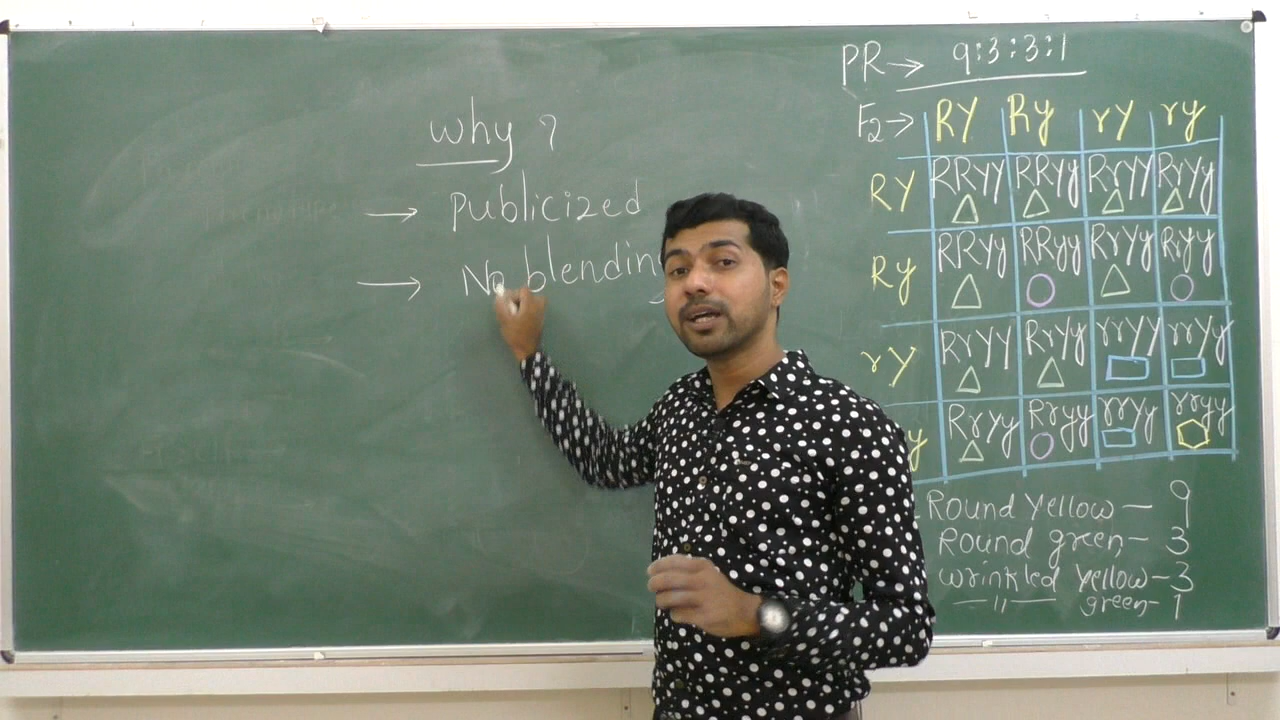 why ?
→ Publicized
→ No blending
PR→ 9:3:3:1
F2→ RY Ry rY ry
RY RRYY RRYy RrYY RrYy
Ry RRYy RRyy RrYy Rryy
rY RrYY RrYy rrYY rrYy
y RrYy Rryy rrYy rryy
Round Yellow — 9
Round green — 3
wrinkled yellow — 3
—〃— green - 1